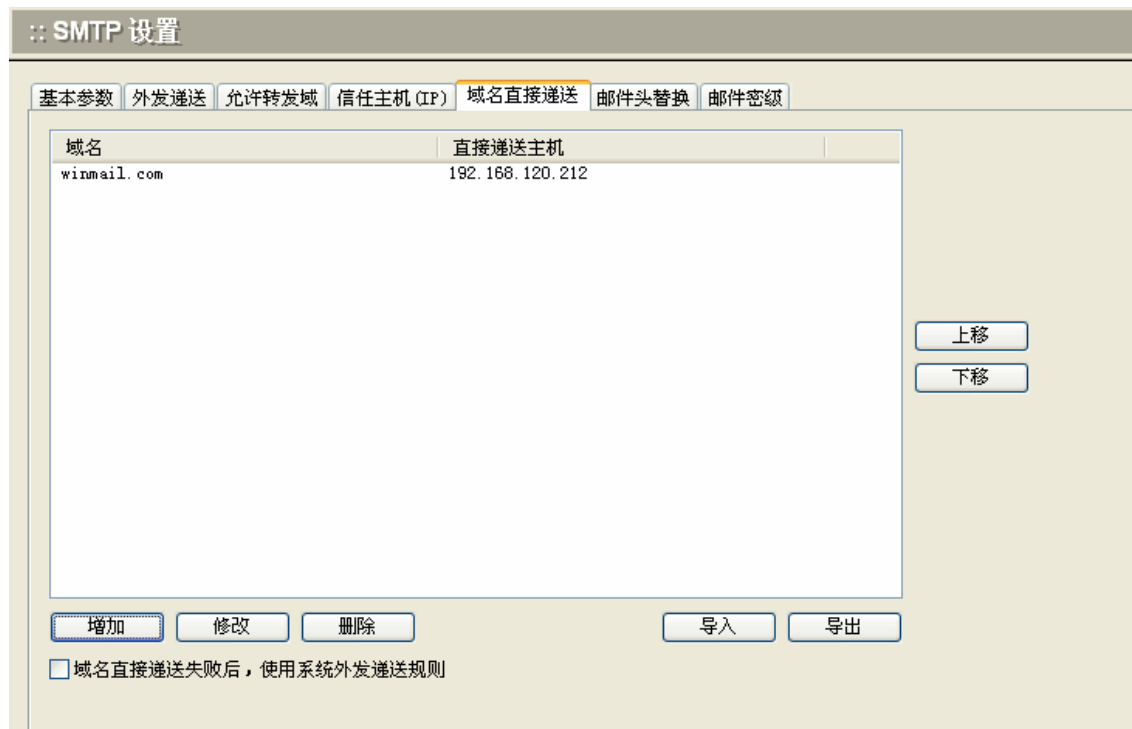 :: SMTP 设置
基本参数 外发递送 允许转发域 信任主机(IP) 域名直接递送 邮件头替换 邮件密级
域名 直接递送主机
winmail.com 192.168.120.212
上移
下移
增加 修改 删除 导入 导出
域名直接递送失败后，使用系统外发递送规则